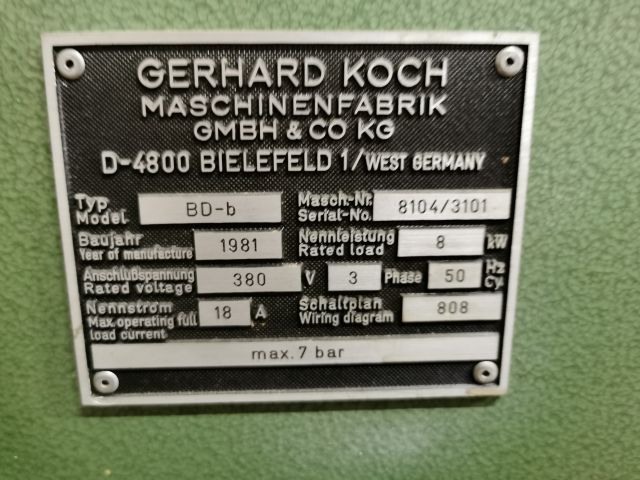 GERHARD KOCH
MASCHINENFABRIK
GMBH & CO KG
D-4800 BIELEFELD 1/WEST GERMANY
Typ Model BD-b Masch.-Nr. Serial-No. 8104/3101
Baujahr Year of manufacture 1981 Nennleistung Rated load 8 kW
Anschlußspannung Rated voltage 380 V 3 Phase 50 Hz Cy.
Nennstrom Max. operating full load current 18 A Schaltplan Wiring diagram 808
max. 7 bar